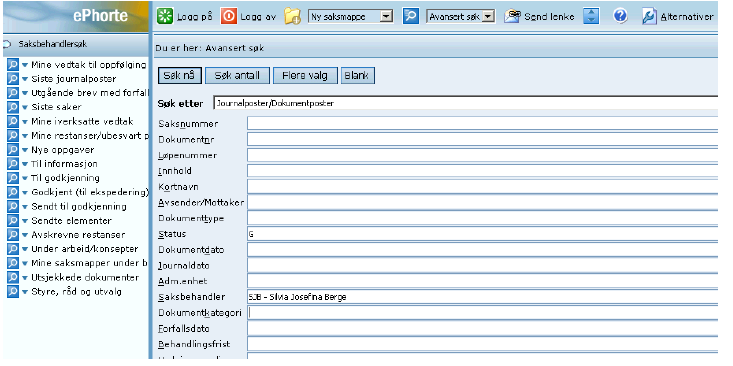 ePhorte
Logg på Logg av Ny saksmappe Avansert søk Send lenke Alternativer
Saksbehandlersøk
Mine vedtak til oppfølging
Siste journalposter
Utgående brev med forfall
Siste saker
Mine iverksatte vedtak
Mine restanser/ubesvart p
Nye oppgaver
Til informasjon
Til godkjenning
Godkjent (til ekspedering)
Sendt til godkjenning
Sendte elementer
Avskrevne restanser
Under arbeid/konsepter
Mine saksmapper under b
Utsjekkede dokumenter
Styre, råd og utvalg
Du er her: Avansert søk
Søk nå Søk antall Flere valg Blank
Søk etter Journalposter/Dokumentposter
Saksnummer
Dokumentnr
Løpenummer
Innhold
Kortnavn
Avsender/Mottaker
Dokumenttype
Status G
Dokumentdato
Journaldato
Adm.enhet
Saksbehandler SJB - Silvia Josefina Berge
Dokumentkategori
Forfallsdato
Behandlingsfrist